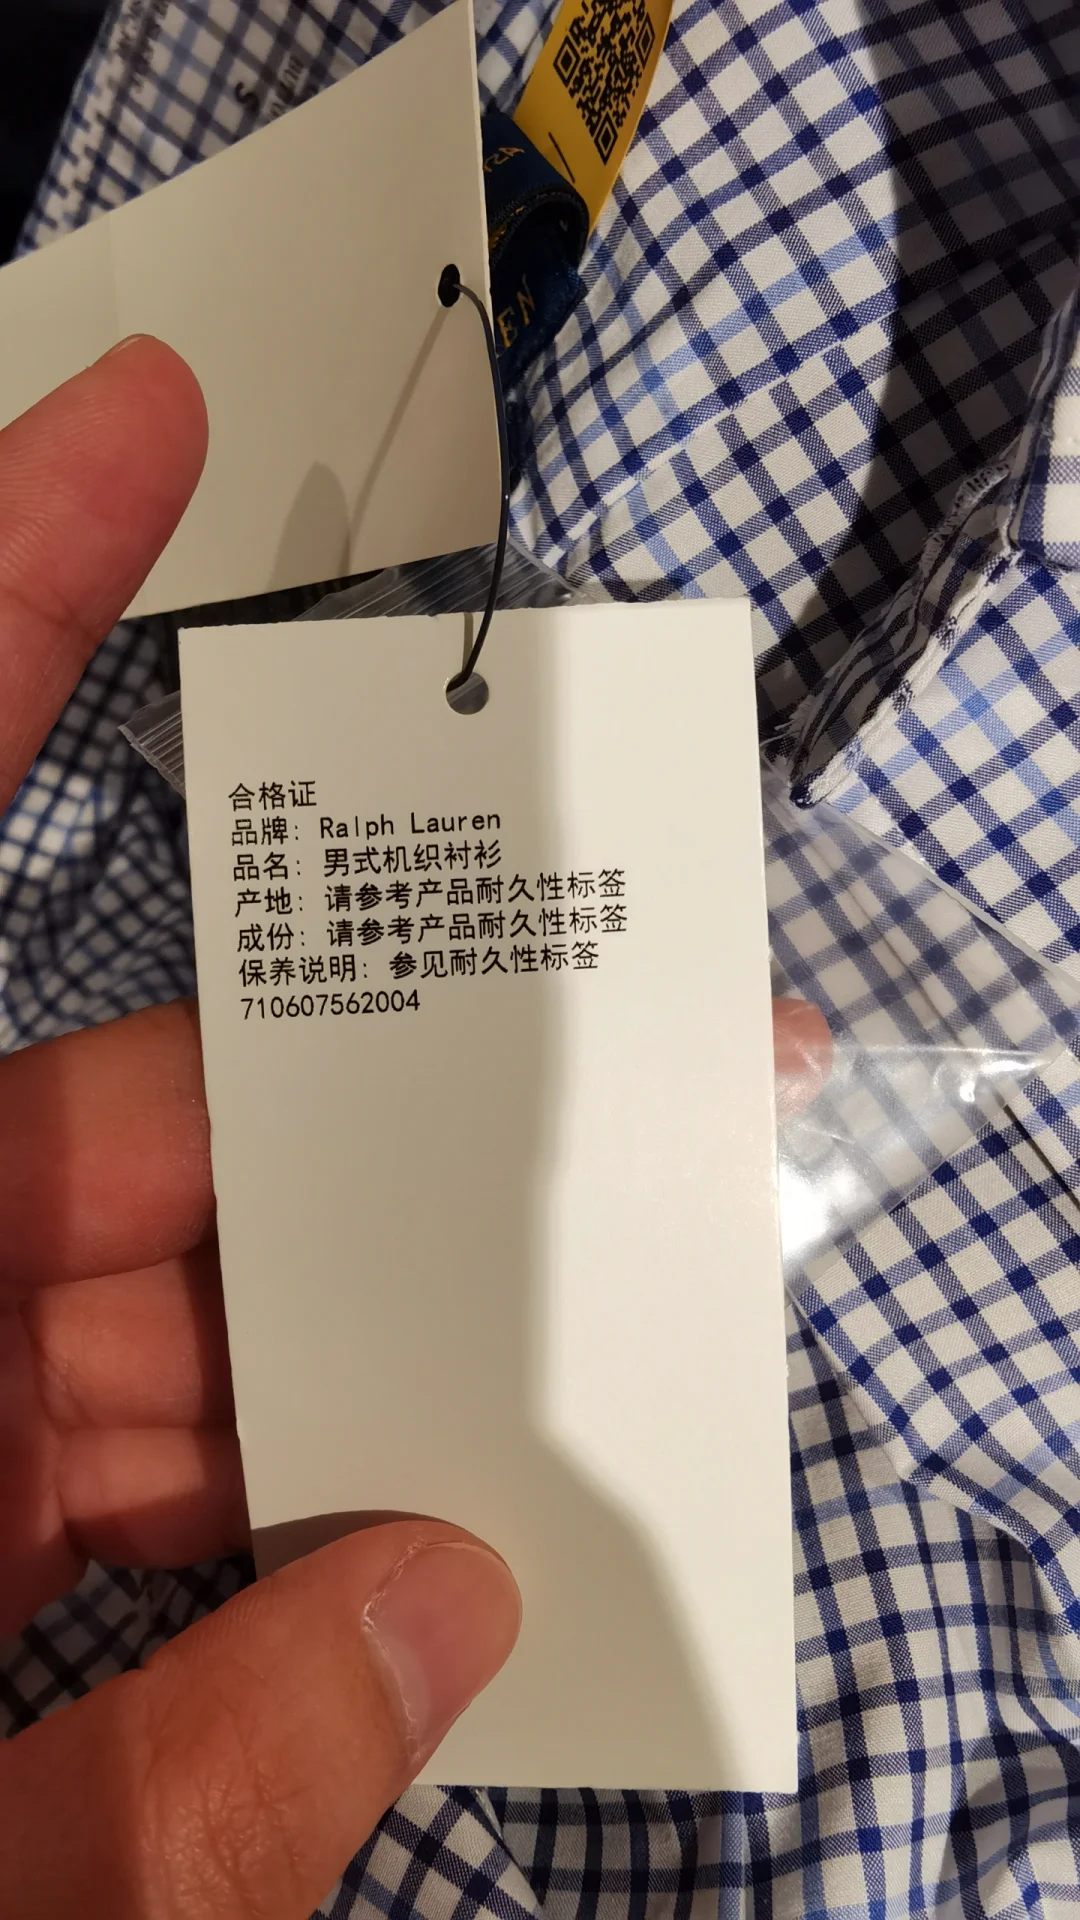 S
EN
合格证
品牌: Ralph Lauren
品名: 男式机织衬衫
产地: 请参考产品耐久性标签
成份: 请参考产品耐久性标签
保养说明: 参见耐久性标签
710607562004